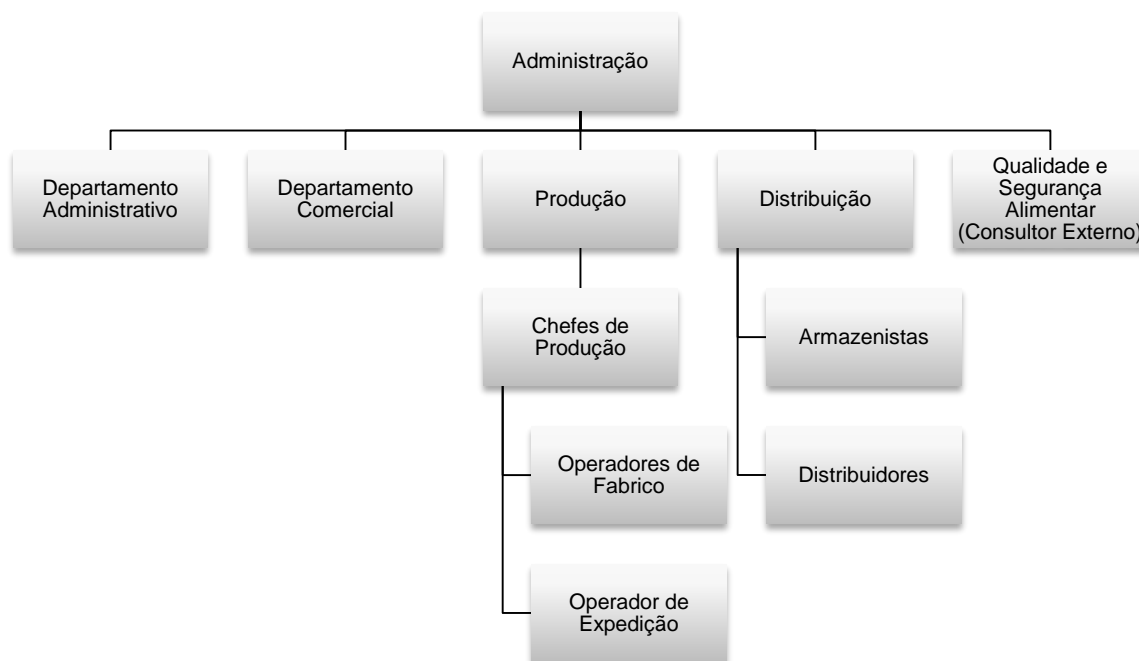 Administração
Departamento
Administrativo
Departamento
Comercial
Produção
Distribuição
Qualidade e
Segurança
Alimentar
(Consultor Externo)
Chefes de
Produção
Armazenistas
Operadores de
Fabrico
Distribuidores
Operador de
Expedição